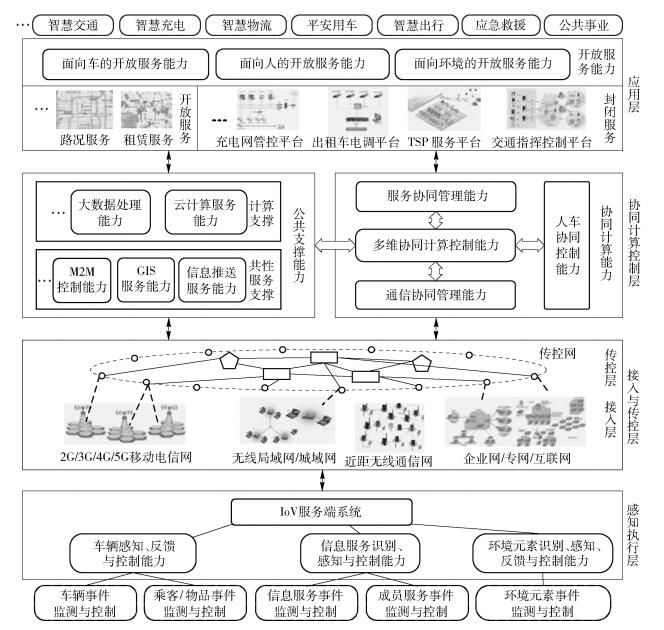 … 智慧交通 智慧充电 智慧物流 平安用车 智慧出行 应急救援 公共事业
面向车的开放服务能力 面向人的开放服务能力 面向环境的开放服务能力
开放服
务能力
应用层
… 路况服务 租赁服务
开放服务
… 充电网管控平台 出租车电调平台 TSP 服务平台 交通指挥控制平台
封闭服务
… 大数据处理
能力
云计算服务
能力
计算
支撑
… M2M
控制能力
GIS
服务能力
信息推送
服务能力
共性
服务
支撑
公共支撑能力
服务协同管理能力
多维协同计算控制能力
通信协同管理能力
人车
协同
控制
能力
协同计算能力
协同计算控制层
传控网
传控层
接入层
接入与传控层
2G/3G/4G/5G移动电信网
无线局域网/城域网
近距无线通信网
企业网/专网/互联网
IoV服务端系统
车辆感知、反馈
与控制能力
信息服务识别、
感知与控制能力
环境元素识别、感知、
反馈与控制能力
感知执行层
车辆事件
监测与控制
乘客/物品事件
监测与控制
信息服务事件
监测与控制
成员服务事件
监测与控制
环境元素事件
监测与控制